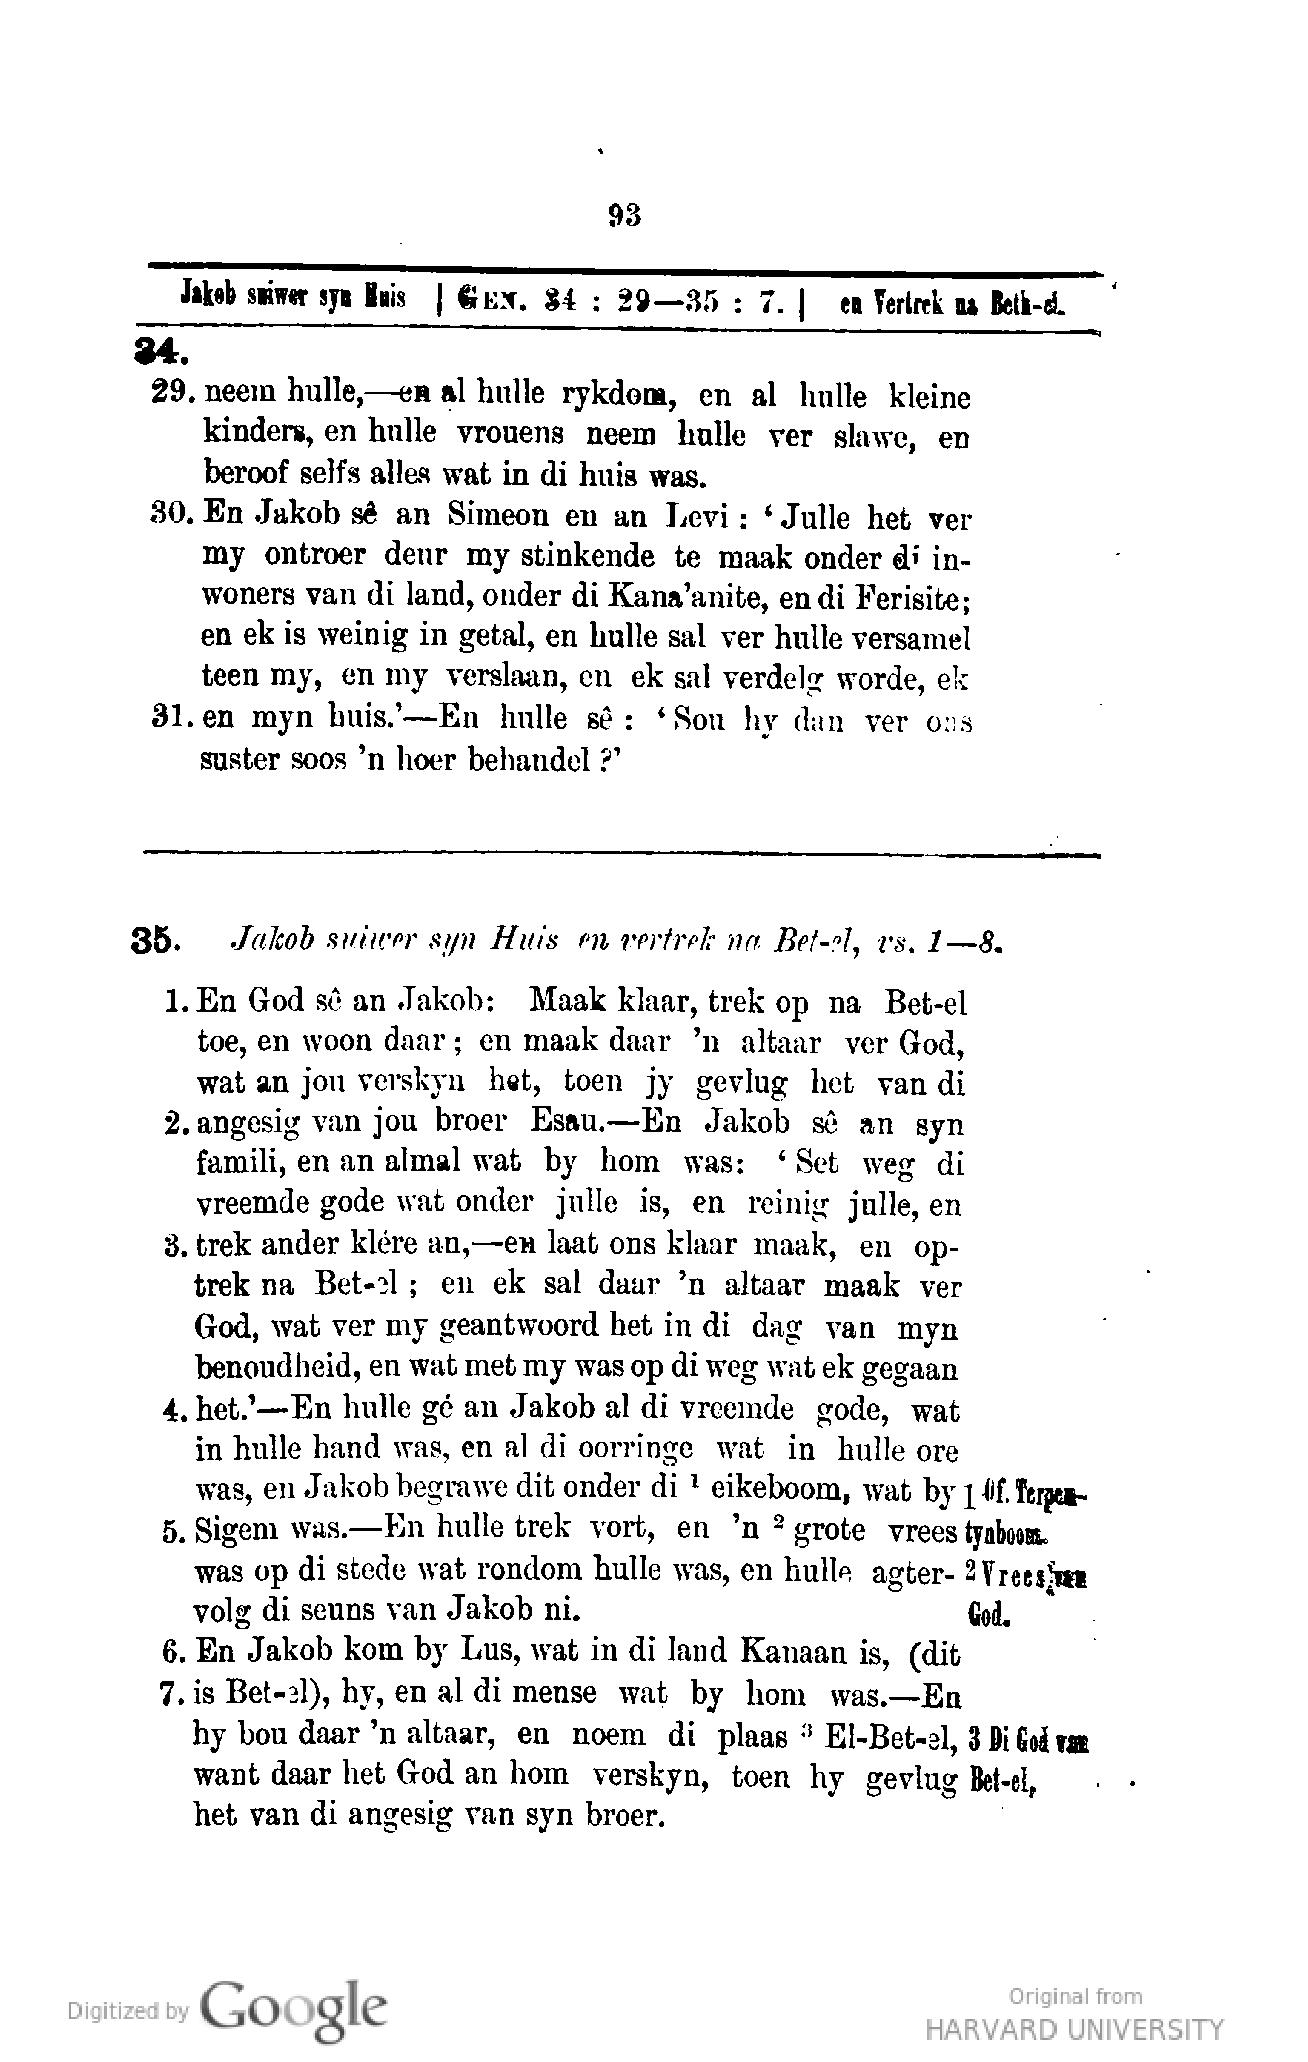 93
Jakob suiwer syn Huis | GEN. 34 : 29—35 : 7. | en Vertrek na Beth-el.
34.
29. neem hulle,—en al hulle rykdom, en al hulle kleine
kinders, en hulle vrouens neem hulle ver slawe, en
beroof selfs alles wat in di huis was.
30. En Jakob sê an Simeon en an Levi : ‘Julle het ver
my ontroer deur my stinkende te maak onder di in-
woners van di land, onder di Kana’anite, en di Ferisite;
en ek is weinig in getal, en hulle sal ver hulle versamel
teen my, en my verslaan, en ek sal verdelg worde, ek
31. en myn huis.’—En hulle sê : ‘Sou hy dan ver ons
suster soos ’n hoer behandel ?’
35. Jakob suiwer syn Huis en vertrek na Bet-el, vs. 1—8.
1. En God sê an Jakob: Maak klaar, trek op na Bet-el
toe, en woon daar ; en maak daar ’n altaar ver God,
wat an jou verskyn het, toen jy gevlug het van di
2. angesig van jou broer Esau.—En Jakob sê an syn
famili, en an almal wat by hom was: ‘Set weg di
vreemde gode wat onder julle is, en reinig julle, en
3. trek ander klére an,—en laat ons klaar maak, en op-
trek na Bet-el ; en ek sal daar ’n altaar maak ver
God, wat ver my geantwoord het in di dag van myn
benoudheid, en wat met my was op di weg wat ek gegaan
4. het.’—En hulle gé an Jakob al di vreemde gode, wat
in hulle hand was, en al di oorringe wat in hulle ore
was, en Jakob begrawe dit onder di ¹ eikeboom, wat by 1 Of. Terpen-
5. Sigem was.—En hulle trek vort, en ’n ² grote vrees tynboom.
was op di stede wat rondom hulle was, en hulle agter- 2 Vrees van
volg di seuns van Jakob ni. God.
6. En Jakob kom by Lus, wat in di land Kanaan is, (dit
7. is Bet-el), hy, en al di mense wat by hom was.—En
hy bou daar ’n altaar, en noem di plaas ³ El-Bet-el, 3 Di God van
want daar het God an hom verskyn, toen hy gevlug Bet-el,
het van di angesig van syn broer.
Digitized by Google
Original from
HARVARD UNIVERSITY